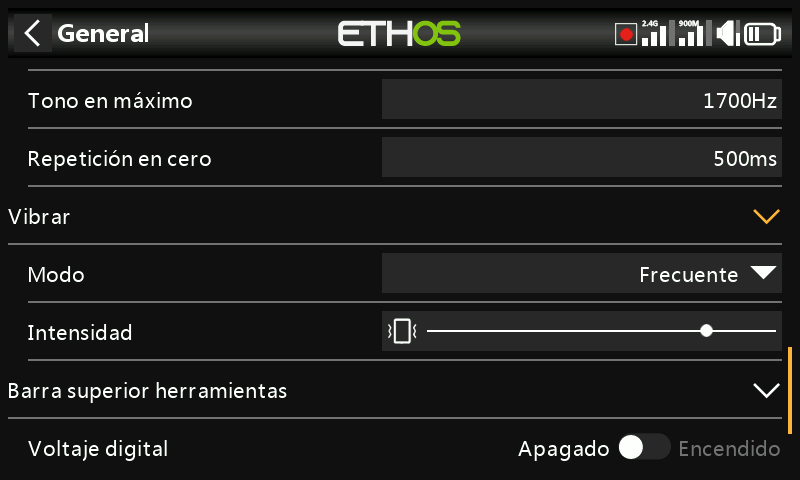 General
ETHOS
2.4G
900M
Tono en máximo
1700Hz
Repetición en cero
500ms
Vibrar
Modo
Frecuente
Intensidad
Barra superior herramientas
Voltaje digital
Apagado
Encendido